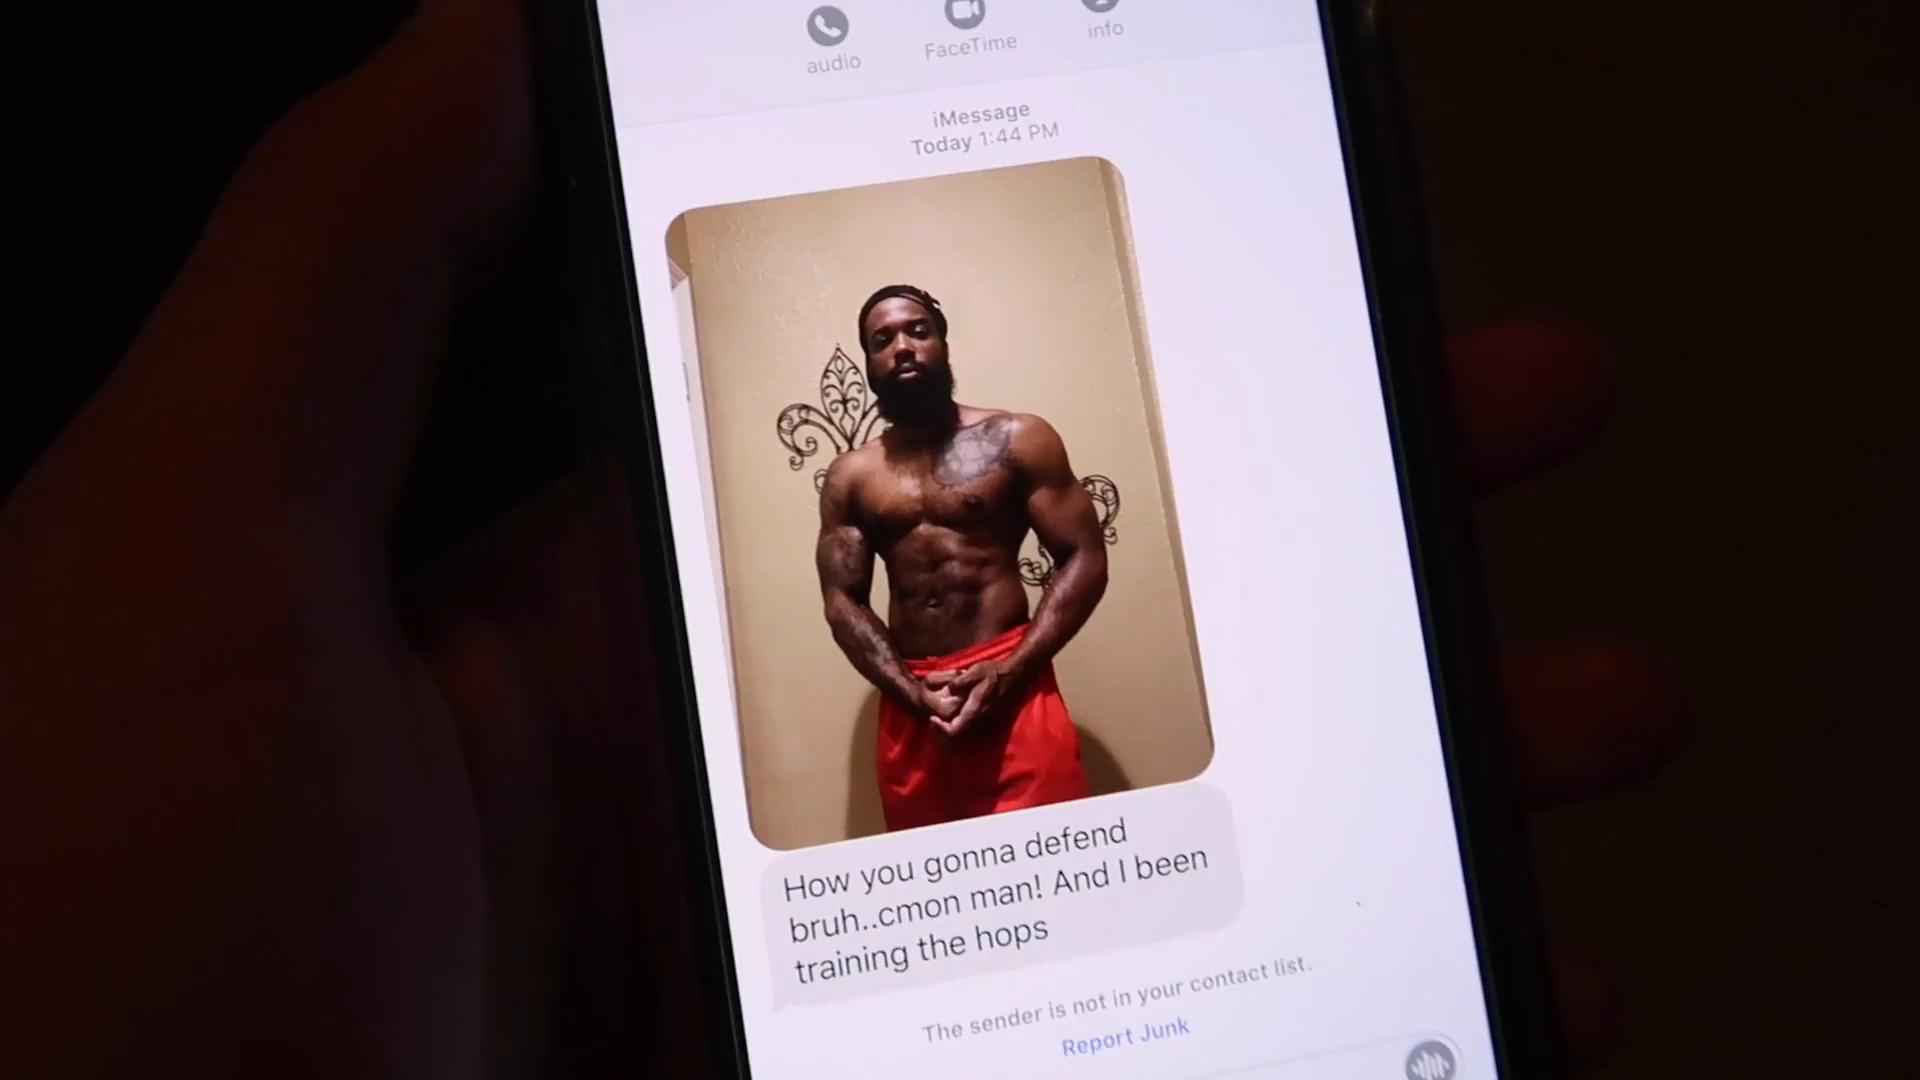 audio
FaceTime
info
iMessage
Today 1:44 PM
How you gonna defend
bruh..cmon man! And I been
training the hops
The sender is not in your contact list.
Report Junk